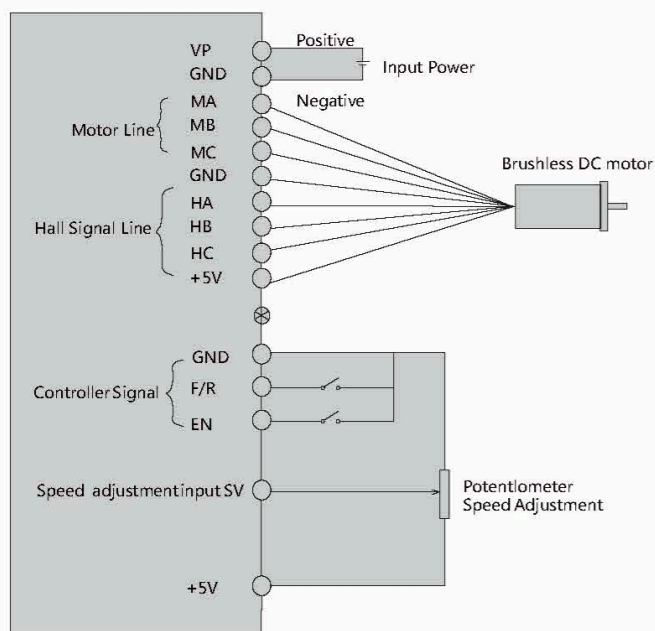 VP
Positive
GND
Input Power
MA
Negative
Motor Line
MB
MC
GND
Brushless DC motor
HA
Hall Signal Line
HB
HC
+5V
GND
Controller Signal
F/R
EN
Speed adjustmentinput SV
Potentlometer
Speed Adjustment
+5V